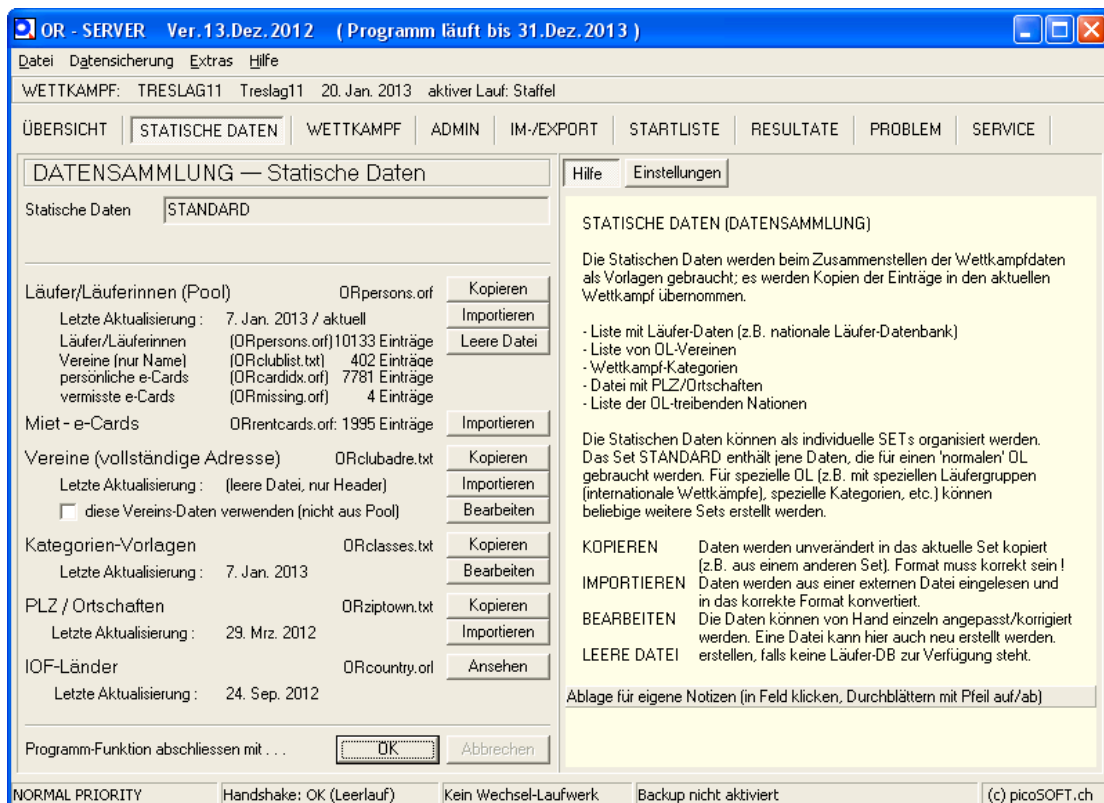 OR - SERVER Ver.13.Dez.2012 ( Programm läuft bis 31.Dez.2013 )
Datei Datensicherung Extras Hilfe
WETTKAMPF: TRESLAG11 Treslag11 20. Jan. 2013 aktiver Lauf: Staffel
ÜBERSICHT STATISCHE DATEN WETTKAMPF ADMIN IM-/EXPORT STARTLISTE RESULTATE PROBLEM SERVICE
DATENSAMMLUNG — Statische Daten
Statische Daten STANDARD
Läufer/Läuferinnen (Pool) ORpersons.orf Kopieren
Letzte Aktualisierung : 7. Jan. 2013 / aktuell Importieren
Läufer/Läuferinnen (ORpersons.orf) 10133 Einträge Leere Datei
Vereine (nur Name) (ORclublist.txt) 402 Einträge
persönliche e-Cards (ORcardidx.orf) 7781 Einträge
vermisste e-Cards (ORmissing.orf) 4 Einträge
Miet - e-Cards ORrentcards.orf: 1995 Einträge Importieren
Vereine (vollständige Adresse) ORclubadre.txt Kopieren
Letzte Aktualisierung : (leere Datei, nur Header) Importieren
diese Vereins-Daten verwenden (nicht aus Pool) Bearbeiten
Kategorien-Vorlagen ORclasses.txt Kopieren
Letzte Aktualisierung : 7. Jan. 2013 Bearbeiten
PLZ / Ortschaften ORziptown.txt Kopieren
Letzte Aktualisierung : 29. Mrz. 2012 Importieren
IOF-Länder ORcountry.orl Ansehen
Letzte Aktualisierung : 24. Sep. 2012
Programm-Funktion abschliessen mit . . . OK Abbrechen
Hilfe Einstellungen
STATISCHE DATEN (DATENSAMMLUNG)
Die Statischen Daten werden beim Zusammenstellen der Wettkampfdaten
als Vorlagen gebraucht; es werden Kopien der Einträge in den aktuellen
Wettkampf übernommen.
- Liste mit Läufer-Daten (z.B. nationale Läufer-Datenbank)
- Liste von OL-Vereinen
- Wettkampf-Kategorien
- Datei mit PLZ/Ortschaften
- Liste der OL-treibenden Nationen
Die Statischen Daten können als individuelle SETs organisiert werden.
Das Set STANDARD enthält jene Daten, die für einen 'normalen' OL
gebraucht werden. Für spezielle OL (z.B. mit speziellen Läufergruppen
(internationale Wettkämpfe), spezielle Kategorien, etc.) können
beliebige weitere Sets erstellt werden.
KOPIEREN Daten werden unverändert in das aktuelle Set kopiert
(z.B. aus einem anderen Set). Format muss korrekt sein !
IMPORTIEREN Daten werden aus einer externen Datei eingelesen und
in das korrekte Format konvertiert.
BEARBEITEN Die Daten können von Hand einzeln angepasst/korrigiert
werden. Eine Datei kann hier auch neu erstellt werden.
LEERE DATEI erstellen, falls keine Läufer-DB zur Verfügung steht.
Ablage für eigene Notizen (in Feld klicken, Durchblättern mit Pfeil auf/ab)
NORMAL PRIORITY Handshake: OK (Leerlauf) Kein Wechsel-Laufwerk Backup nicht aktiviert (c) picoSOFT.ch